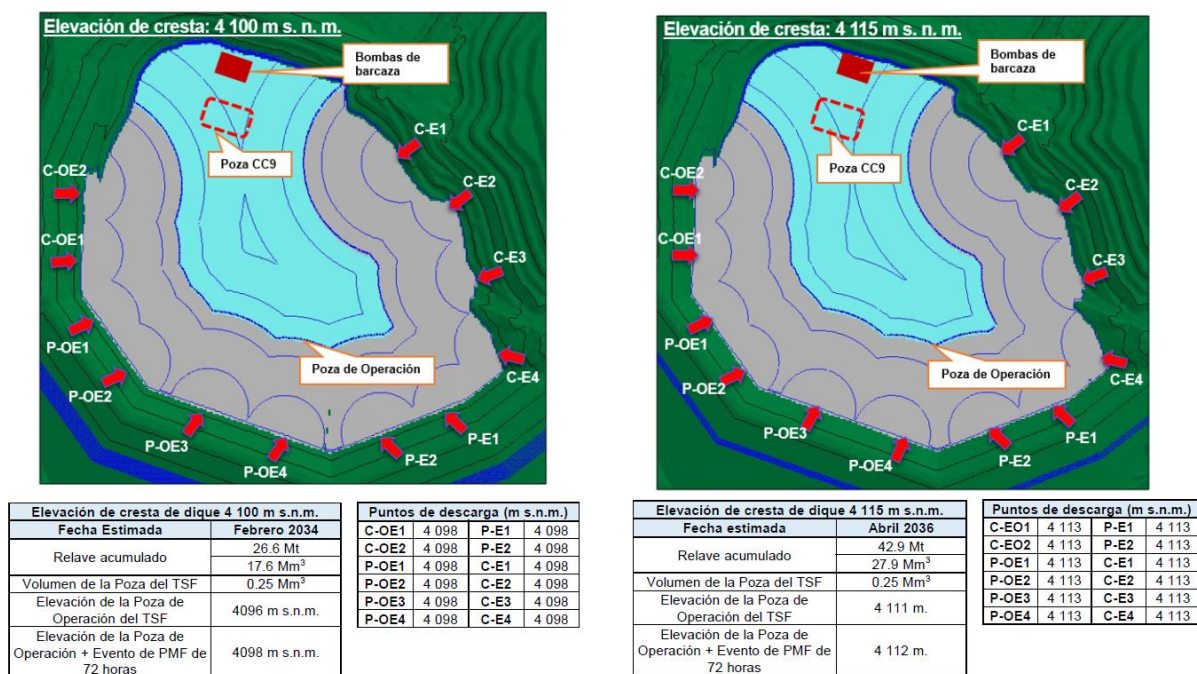 Elevación de cresta: 4 100 m s. n. m.
Bombas de
barcaza
C-E1
Poza CC9
C-OE2
C-E2
C-OE1
C-E3
P-OE1
Poza de Operación
C-E4
P-OE2
P-OE3
P-E1
P-OE4
P-E2
Elevación de cresta de dique 4 100 m s.n.m.
Fecha Estimada Febrero 2034
Relave acumulado 26.6 Mt
17.6 Mm3
Volumen de la Poza del TSF 0.25 Mm3
Elevación de la Poza de
Operación del TSF 4096 m s.n.m.
Elevación de la Poza de
Operación + Evento de PMF de
72 horas 4098 m s.n.m.
Puntos de descarga (m s.n.m.)
C-OE1 4 098 P-E1 4 098
C-OE2 4 098 P-E2 4 098
P-OE1 4 098 C-E1 4 098
P-OE2 4 098 C-E2 4 098
P-OE3 4 098 C-E3 4 098
P-OE4 4 098 C-E4 4 098
Elevación de cresta: 4 115 m s. n. m.
Bombas de
barcaza
C-E1
Poza CC9
C-OE2
C-E2
C-OE1
C-E3
P-OE1
Poza de Operación
C-E4
P-OE2
P-OE3
P-E1
P-OE4
P-E2
Elevación de cresta de dique 4 115 m s.n.m.
Fecha estimada Abril 2036
Relave acumulado 42.9 Mt
27.9 Mm3
Volumen de la Poza del TSF 0.25 Mm3
Elevación de la Poza de
Operación del TSF 4 111 m.
Elevación de la Poza de
Operación + Evento de PMF de
72 horas 4 112 m.
Puntos de descarga (m s.n.m.)
C-EO1 4 113 P-E1 4 113
C-EO2 4 113 P-E2 4 113
P-OE1 4 113 C-E1 4 113
P-OE2 4 113 C-E2 4 113
P-OE3 4 113 C-E3 4 113
P-OE4 4 113 C-E4 4 113